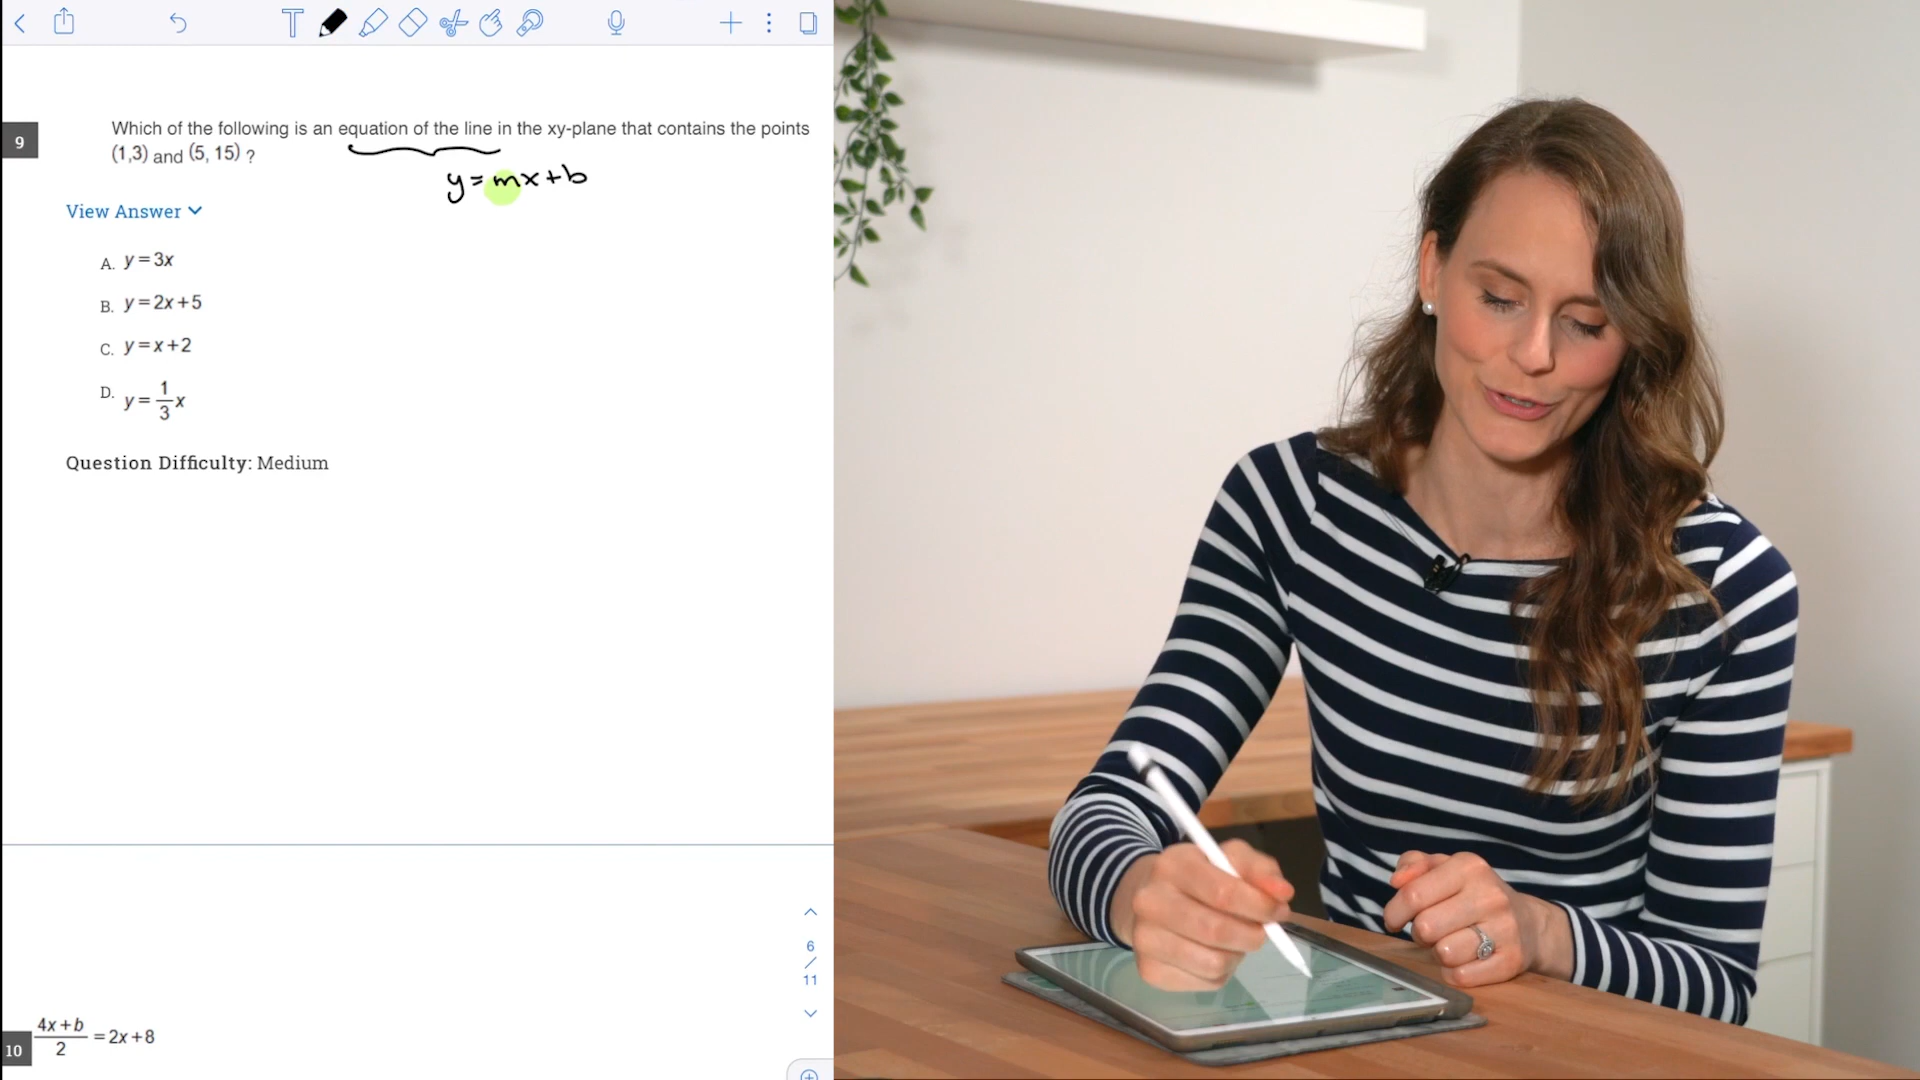 9
Which of the following is an equation of the line in the xy-plane that contains the points
(1,3) and (5, 15) ?
y = mx+b
View Answer
A. y=3x
B. y=2x+5
C. y=x+2
D. y=1/3x
Question Difficulty: Medium
6
/
11
10
4x+b/2 =2x+8